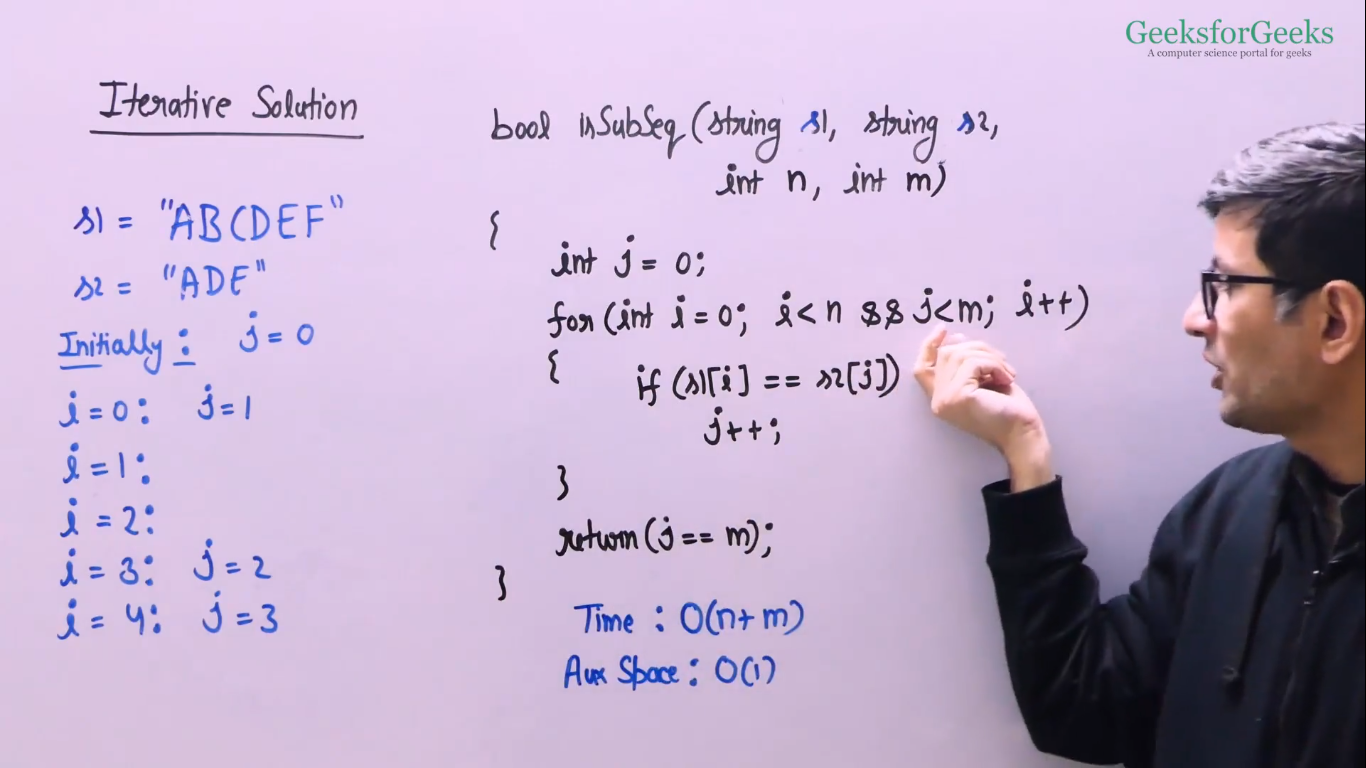 GeeksforGeeks
A computer science portal for geeks
Iterative Solution
s1 = "ABCDEF"
s2 = "ADE"
Initially: j = 0
i = 0: j = 1
i = 1:
i = 2:
i = 3: j = 2
i = 4: j = 3
bool isSubSeq(string s1, string s2,
int n, int m)
{
int j = 0;
for(int i = 0; i < n && j < m; i++)
{ if (s1[i] == s2[j])
j++;
}
return(j == m);
}
Time : O(n+m)
Aux Space : O(1)